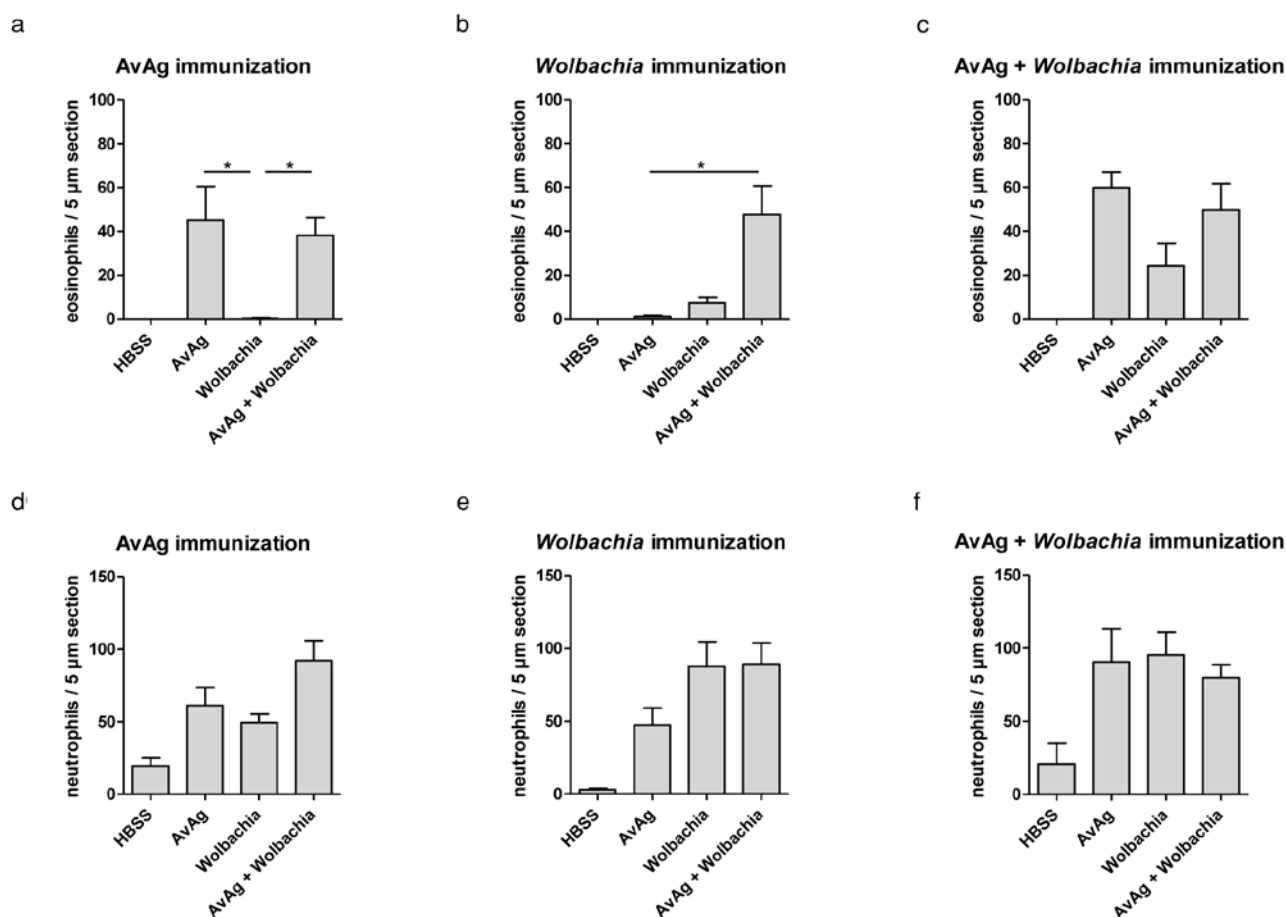 a
AvAg immunization
eosinophils / 5 µm section
100
80
60
40
20
0
*
*
HBSS
AvAg
Wolbachia
AvAg + Wolbachia
b
Wolbachia immunization
eosinophils / 5 µm section
100
80
60
40
20
0
*
HBSS
AvAg
Wolbachia
AvAg + Wolbachia
c
AvAg + Wolbachia immunization
eosinophils / 5 µm section
100
80
60
40
20
0
HBSS
AvAg
Wolbachia
AvAg + Wolbachia
d
AvAg immunization
neutrophils / 5 µm section
150
100
50
0
HBSS
AvAg
Wolbachia
AvAg + Wolbachia
e
Wolbachia immunization
neutrophils / 5 µm section
150
100
50
0
HBSS
AvAg
Wolbachia
AvAg + Wolbachia
f
AvAg + Wolbachia immunization
neutrophils / 5 µm section
150
100
50
0
HBSS
AvAg
Wolbachia
AvAg + Wolbachia